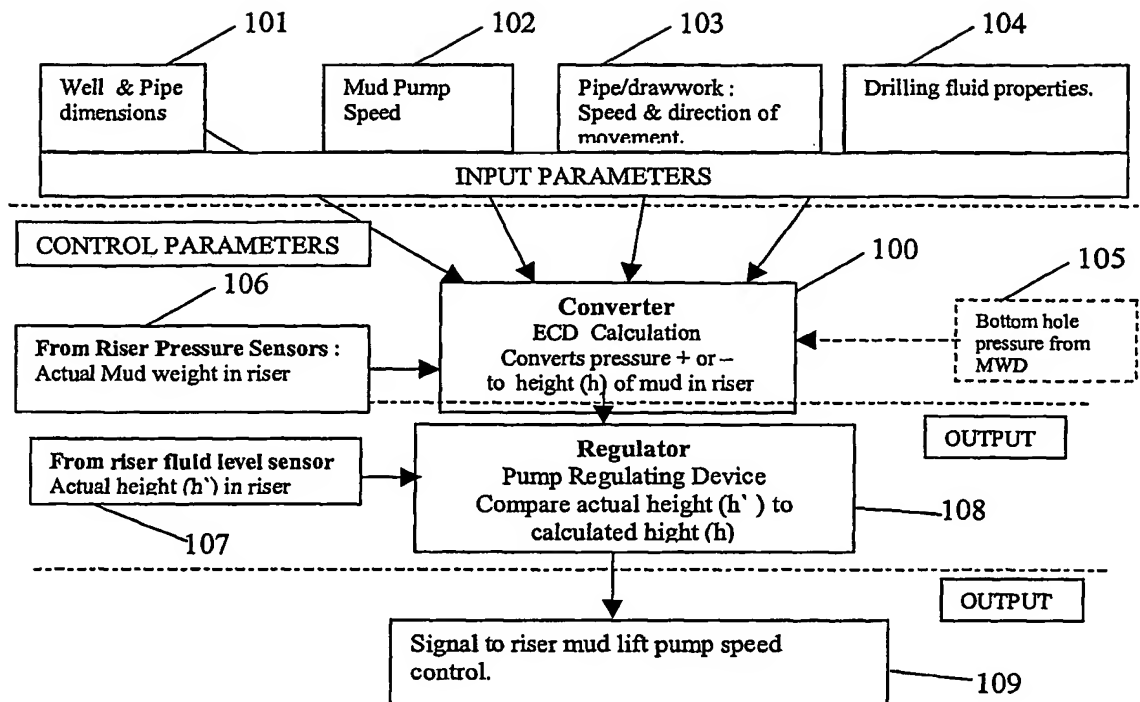 101
102
103
104
Well & Pipe
dimensions
Mud Pump
Speed
Pipe/drawwork :
Speed & direction of
movement.
Drilling fluid properties.
INPUT PARAMETERS
CONTROL PARAMETERS
106
100
105
From Riser Pressure Sensors :
Actual Mud weight in riser
Converter
ECD Calculation
Converts pressure + or –
to height (h) of mud in riser
Bottom hole
pressure from
MWD
OUTPUT
From riser fluid level sensor
Actual height (h`) in riser
107
Regulator
Pump Regulating Device
Compare actual height (h` ) to
calculated hight (h)
108
OUTPUT
Signal to riser mud lift pump speed
control.
109